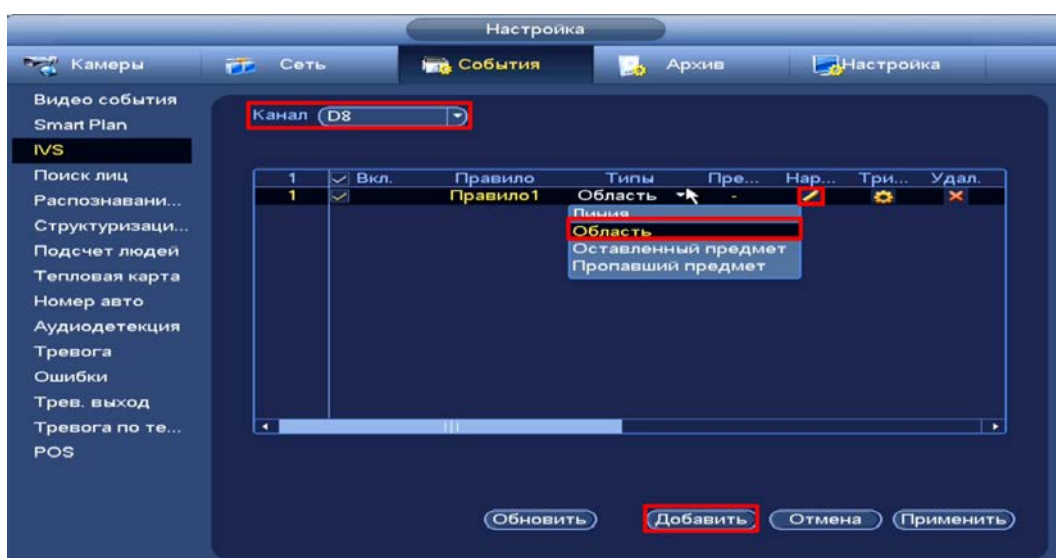 Настройка
Камеры Сеть События Архив Настройка
Видео события
Smart Plan
IVS
Поиск лиц
Распознавани...
Структуризаци...
Подсчет людей
Тепловая карта
Номер авто
Аудиодетекция
Тревога
Ошибки
Трев. выход
Тревога по те...
POS
Канал D8
1 Вкл. Правило Типы Пре... Нар... Три... Удал.
1 Правило1 Область -
Линия
Область
Оставленный предмет
Пропавший предмет
Обновить Добавить Отмена Применить